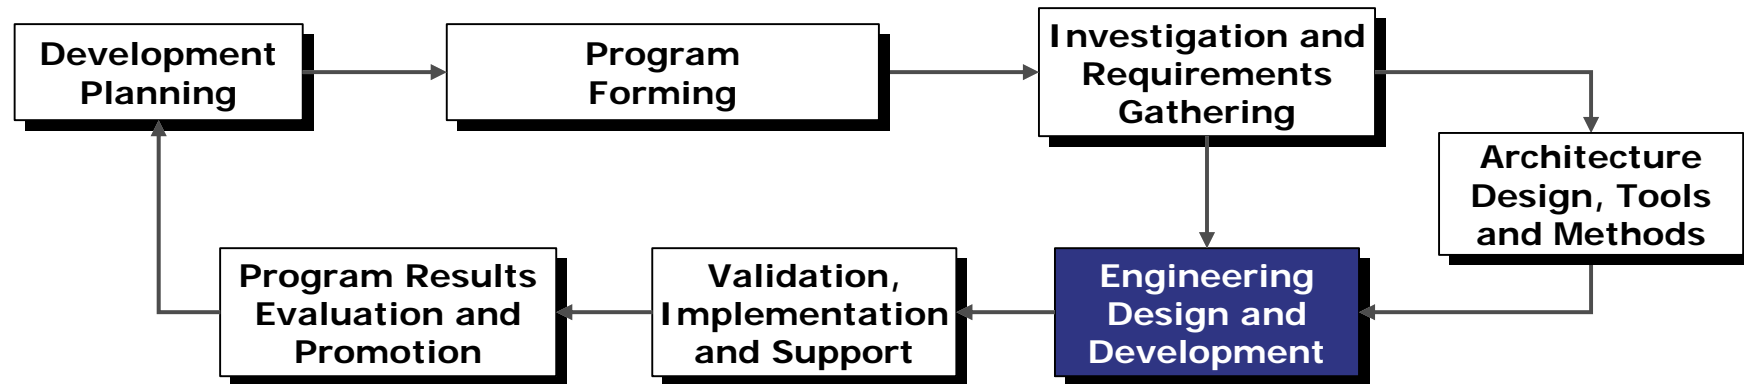 Development
Planning
Program
Forming
Investigation and
Requirements
Gathering
Architecture
Design, Tools
and Methods
Engineering
Design and
Development
Validation,
Implementation
and Support
Program Results
Evaluation and
Promotion